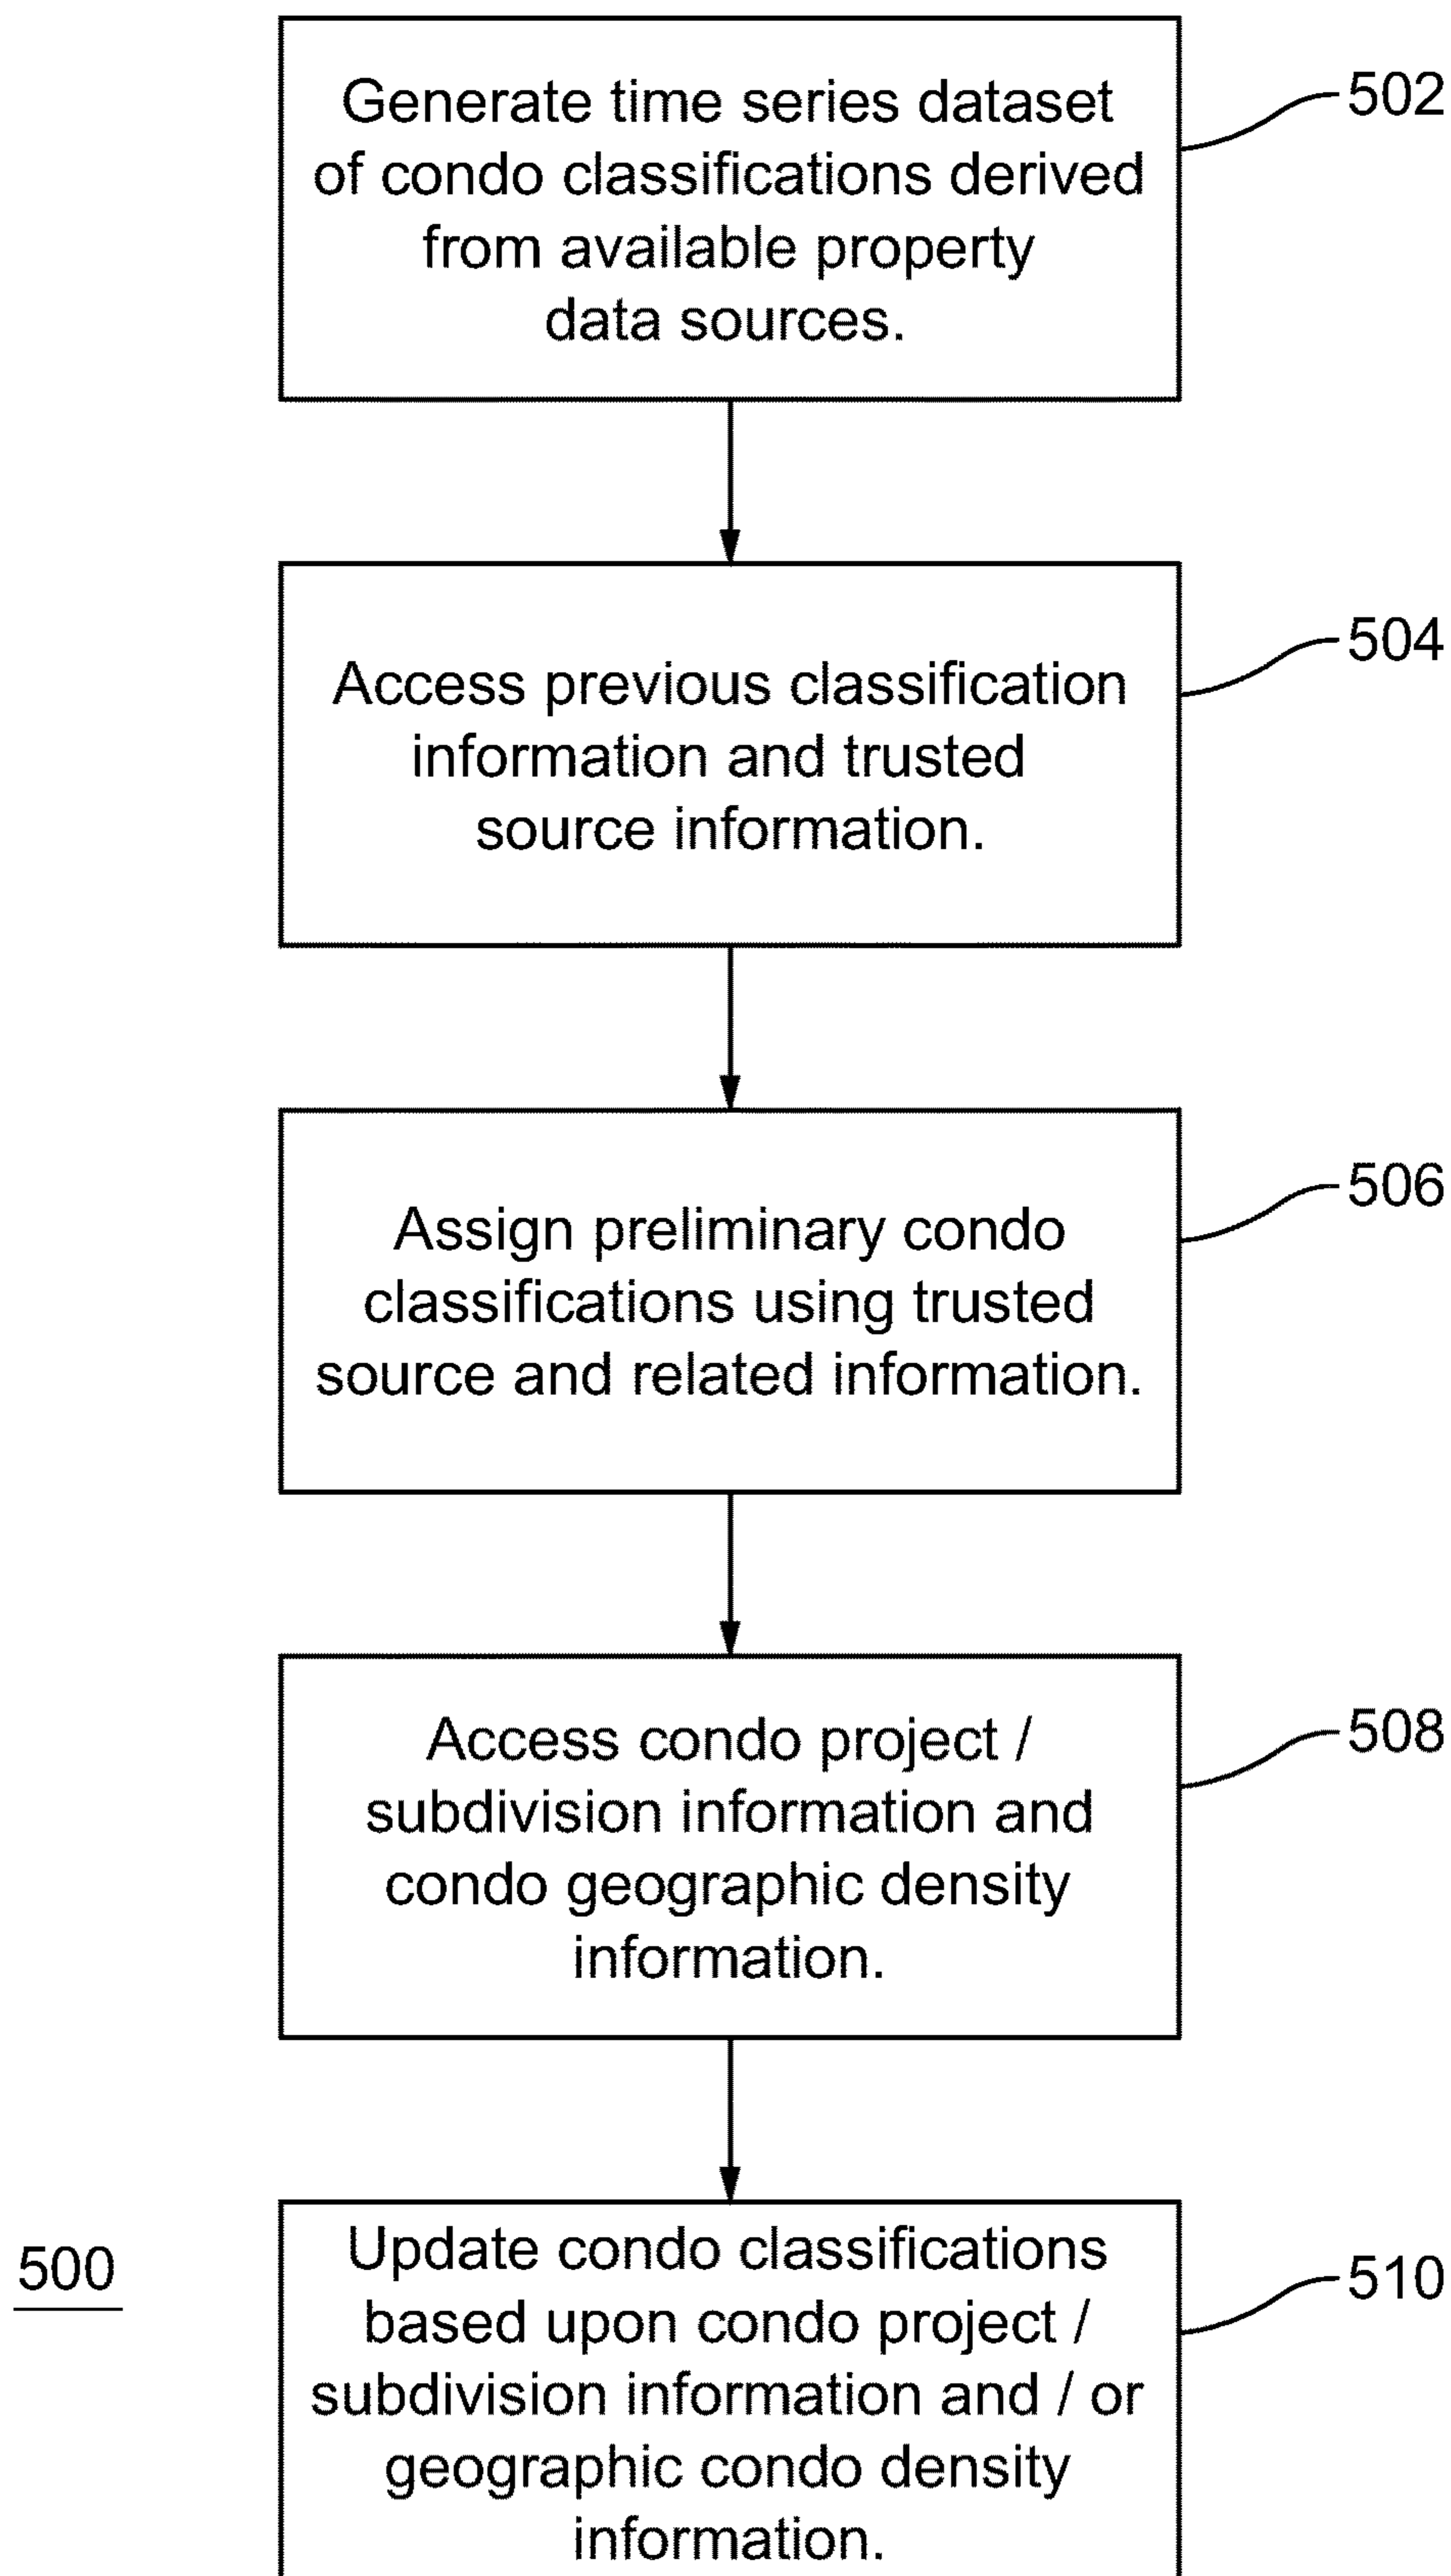 Generate time series dataset
of condo classifications derived
from available property
data sources.
502
Access previous classification
information and trusted
source information.
504
Assign preliminary condo
classifications using trusted
source and related information.
506
Access condo project /
subdivision information and
condo geographic density
information.
508
Update condo classifications
based upon condo project /
subdivision information and / or
geographic condo density
information.
510
500